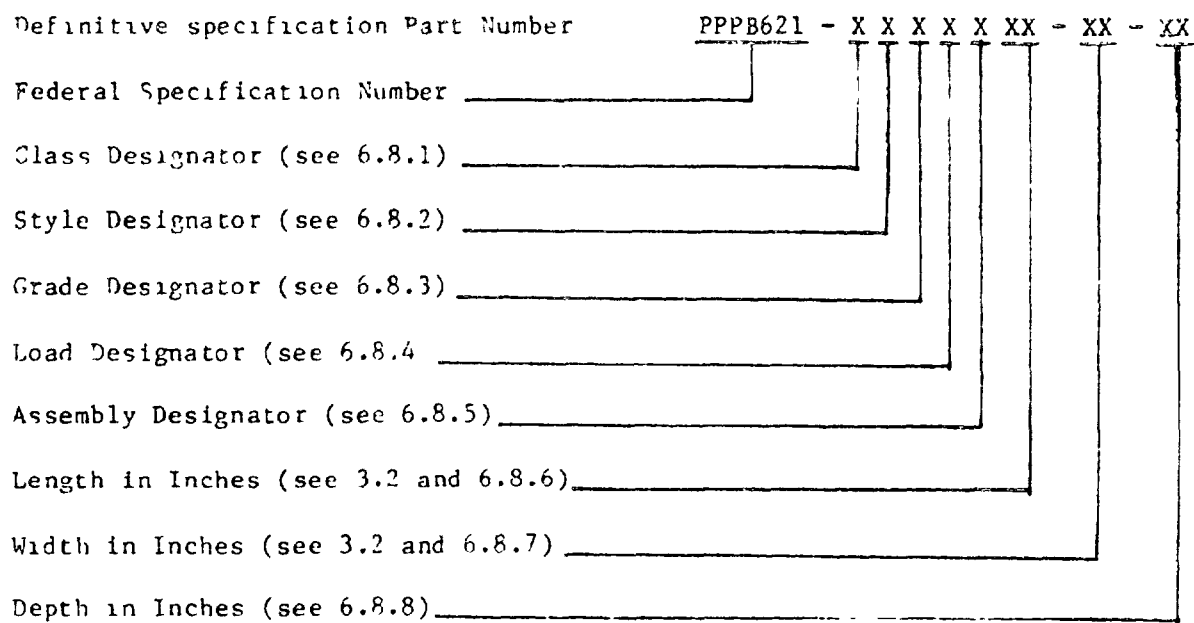 Definitive specification Part Number PPPB621 - X X X X X XX - XX - XX
Federal Specification Number
Class Designator (see 6.8.1)
Style Designator (see 6.8.2)
Grade Designator (see 6.8.3)
Load Designator (see 6.8.4
Assembly Designator (see 6.8.5)
Length in Inches (see 3.2 and 6.8.6)
Width in Inches (see 3.2 and 6.8.7)
Depth in Inches (see 6.8.8)